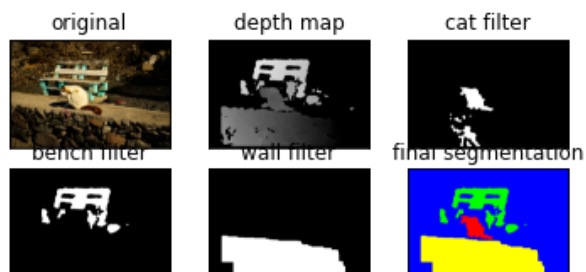 original
depth map
cat filter
bench filter
wall filter
final segmentation